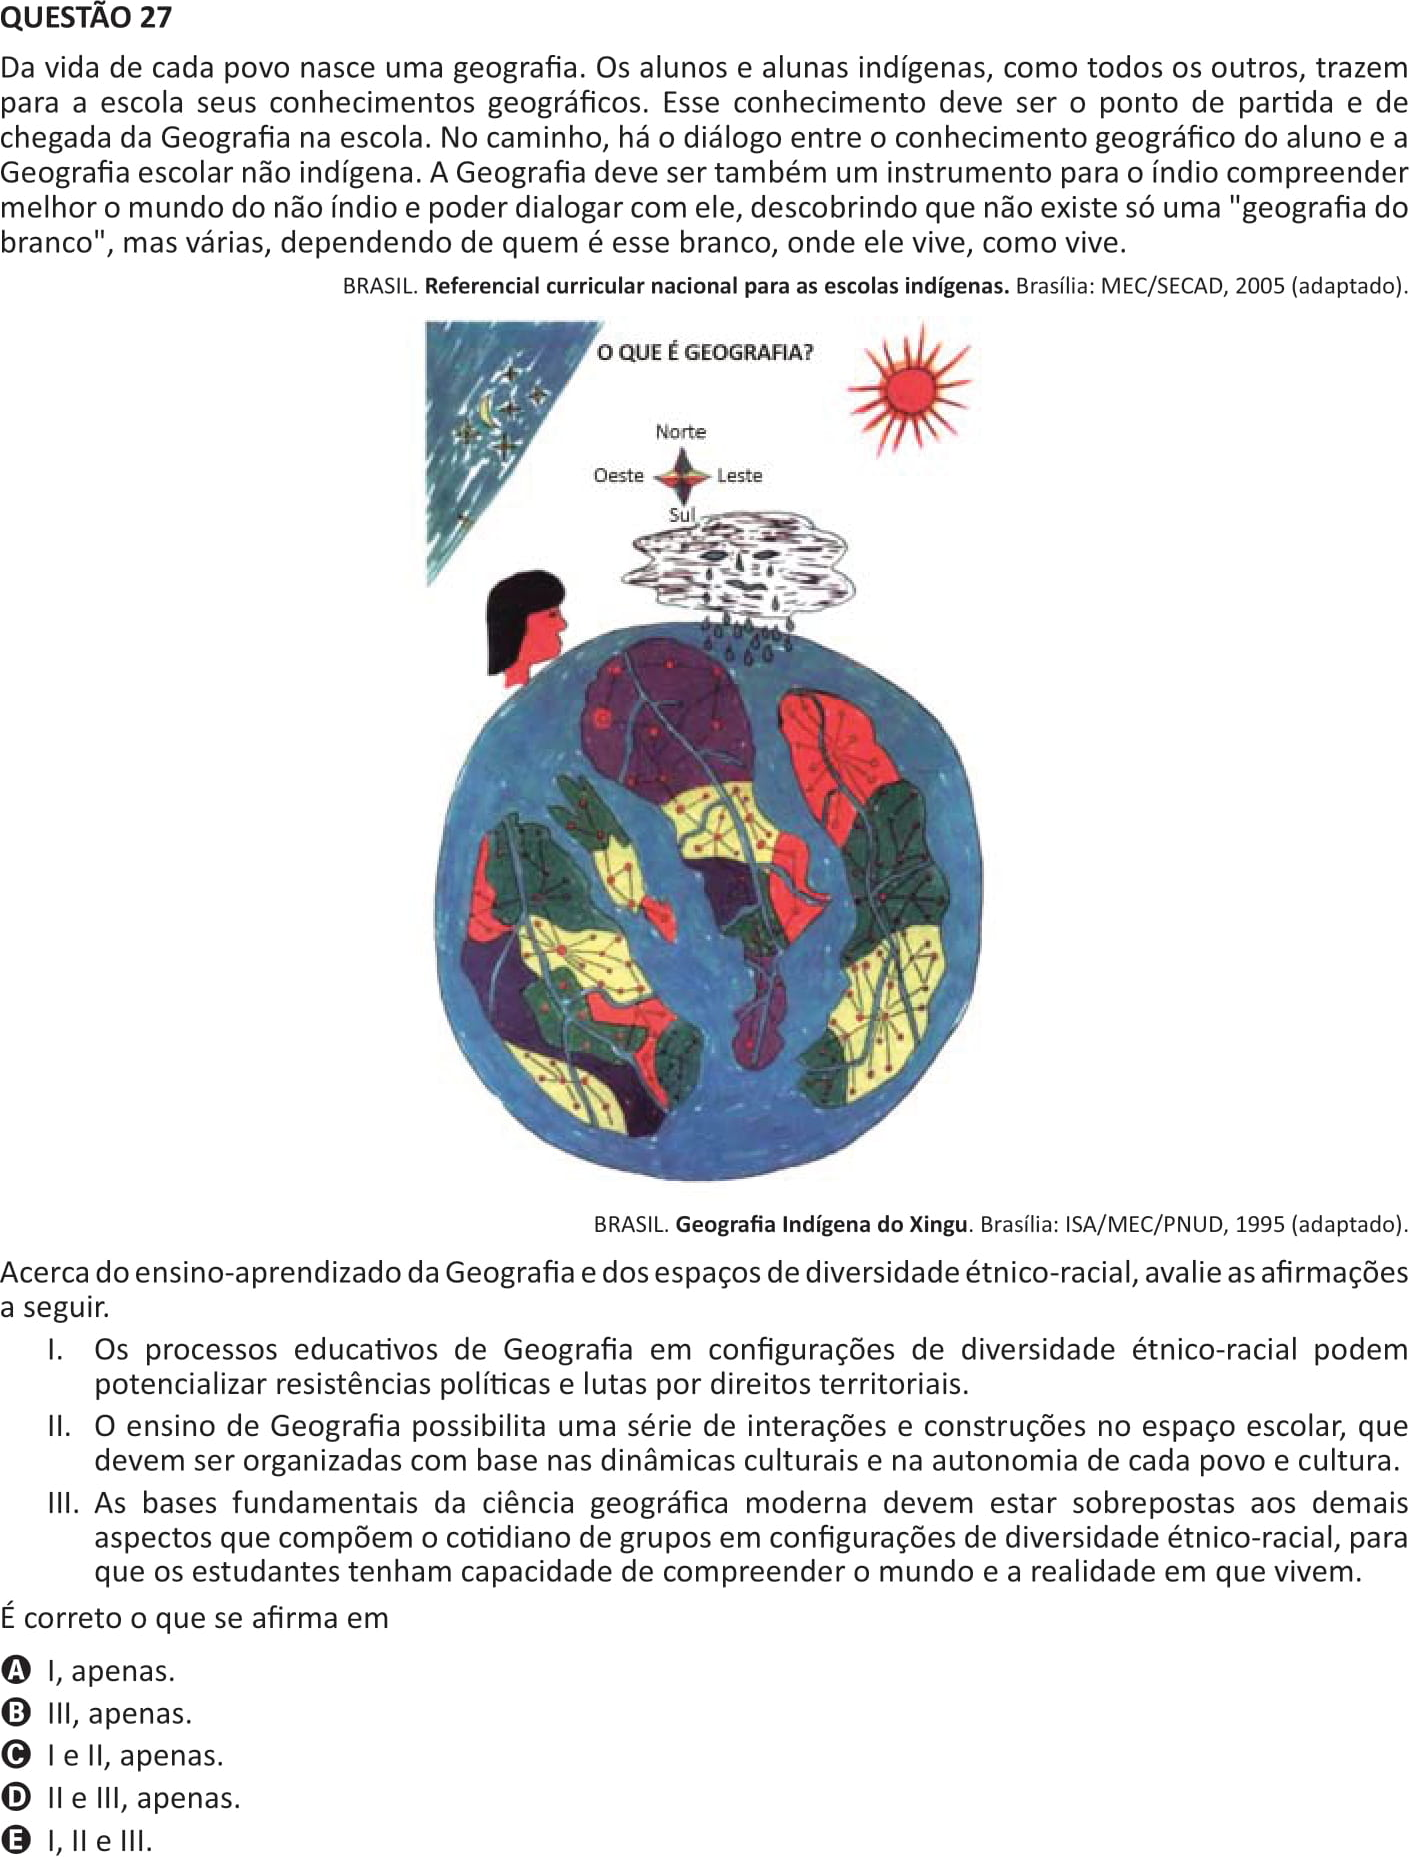 QUESTÃO 27
Da vida de cada povo nasce uma geografia. Os alunos e alunas indígenas, como todos os outros, trazem
para a escola seus conhecimentos geográficos. Esse conhecimento deve ser o ponto de partida e de
chegada da Geografia na escola. No caminho, há o diálogo entre o conhecimento geográfico do aluno e a
Geografia escolar não indígena. A Geografia deve ser também um instrumento para o índio compreender
melhor o mundo do não índio e poder dialogar com ele, descobrindo que não existe só uma "geografia do
branco", mas várias, dependendo de quem é esse branco, onde ele vive, como vive.
BRASIL. Referencial curricular nacional para as escolas indígenas. Brasília: MEC/SECAD, 2005 (adaptado).
O QUE É GEOGRAFIA?
Norte
Oeste Leste
Sul
BRASIL. Geografia Indígena do Xingu. Brasília: ISA/MEC/PNUD, 1995 (adaptado).
Acerca do ensino-aprendizado da Geografia e dos espaços de diversidade étnico-racial, avalie as afirmações
a seguir.
I. Os processos educativos de Geografia em configurações de diversidade étnico-racial podem
potencializar resistências políticas e lutas por direitos territoriais.
II. O ensino de Geografia possibilita uma série de interações e construções no espaço escolar, que
devem ser organizadas com base nas dinâmicas culturais e na autonomia de cada povo e cultura.
III. As bases fundamentais da ciência geográfica moderna devem estar sobrepostas aos demais
aspectos que compõem o cotidiano de grupos em configurações de diversidade étnico-racial, para
que os estudantes tenham capacidade de compreender o mundo e a realidade em que vivem.
É correto o que se afirma em
A I, apenas.
B III, apenas.
C I e II, apenas.
D II e III, apenas.
E I, II e III.